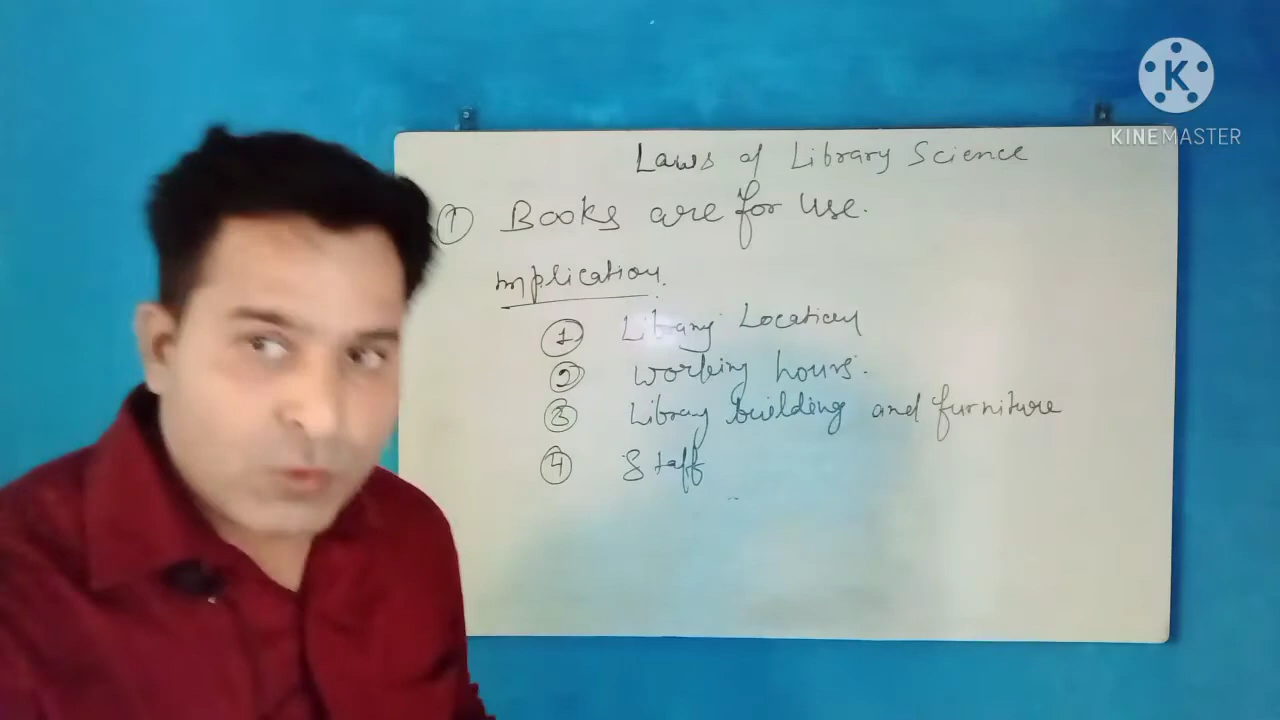 K
KINEMASTER
Laws of Library Science
① Books are for use.
Implication.
① Library Location
② Working hours.
③ Library building and furniture
④ Staff